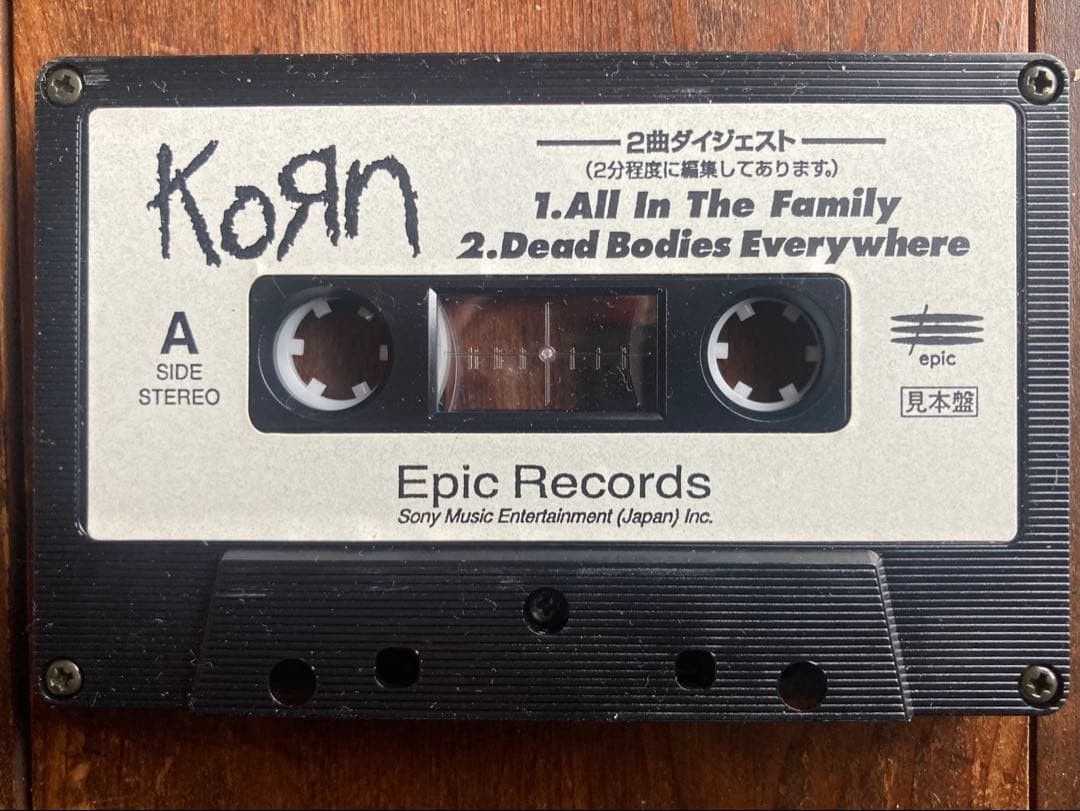 KoЯn
2曲ダイジェスト
(2分程度に編集してあります。)
1.All In The Family
2.Dead Bodies Everywhere
A
SIDE
STEREO
epic
見本盤
Epic Records
Sony Music Entertainment (Japan) Inc.